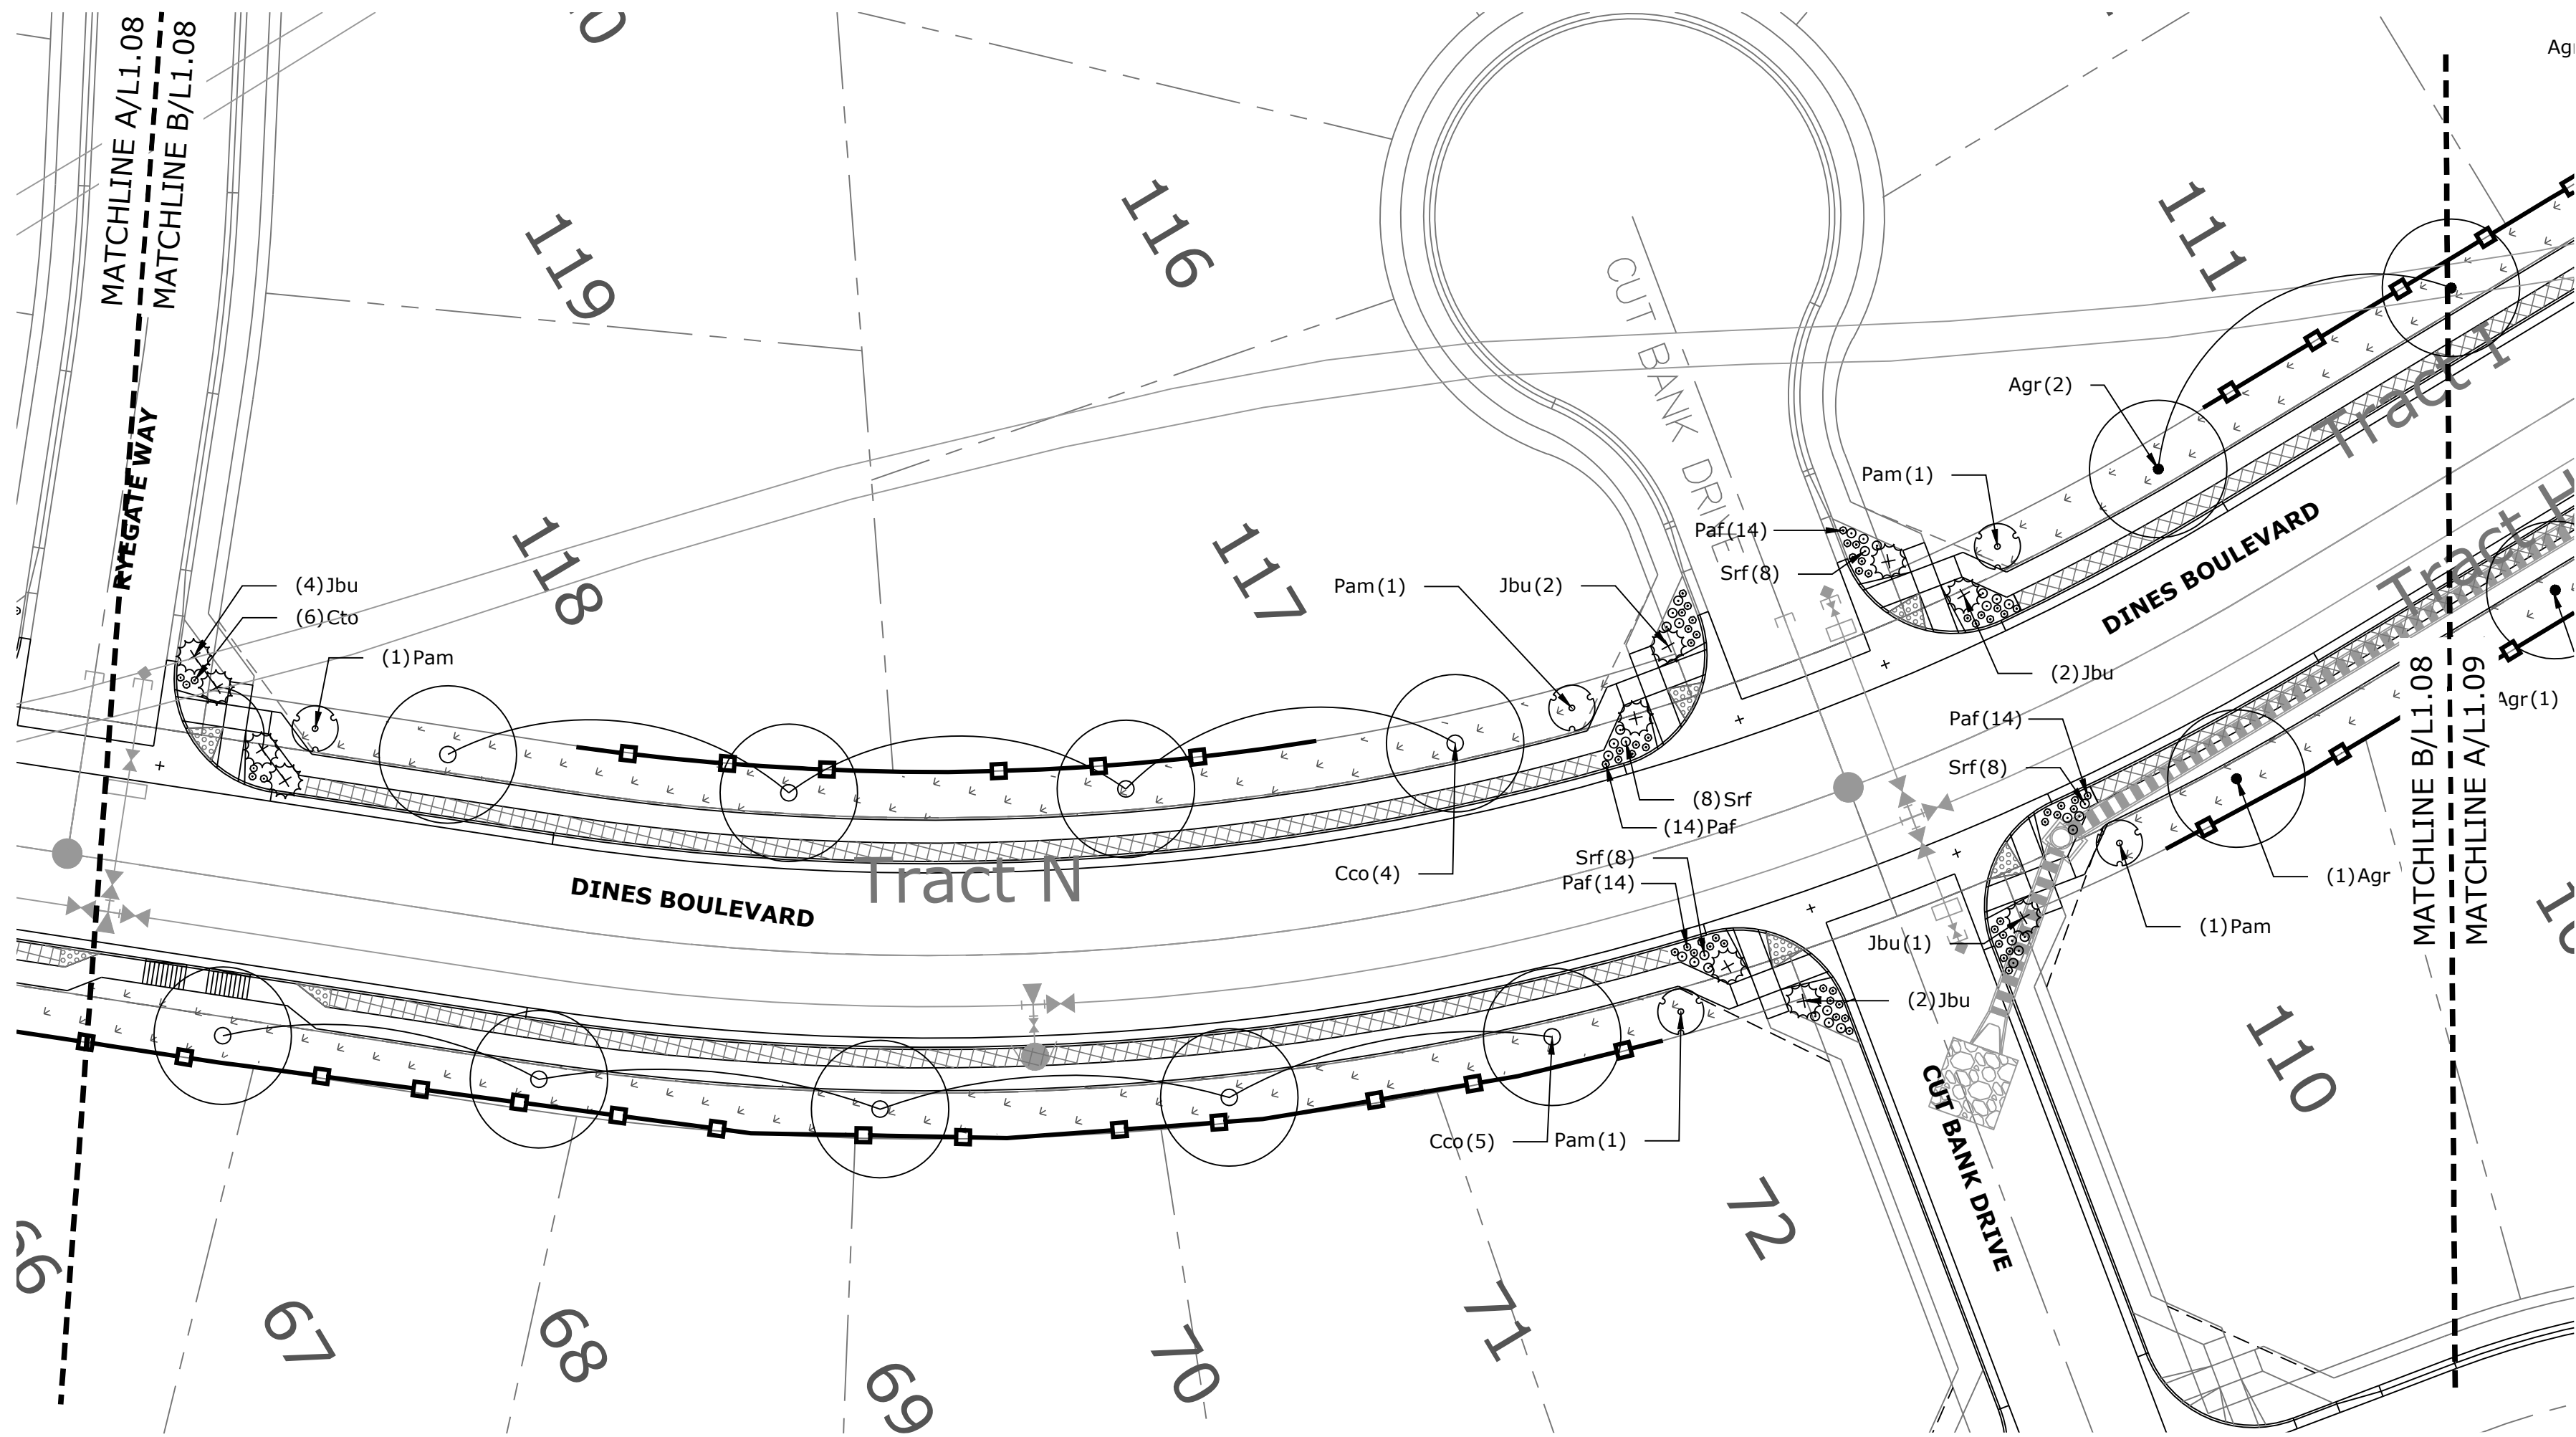 MATCHLINE A/L1.08
MATCHLINE B/L1.08
RYEGATE WAY
119
116
111
118
117
CUT BANK DRIVE
Agr(2)
Pam(1)
Paf(14)
Srf(8)
(2)Jbu
Tract I
DINES BOULEVARD
Tract H
(4)Jbu
(6)Cto
(1)Pam
Pam(1)
Jbu(2)
(8)Srf
(14)Paf
Cco(4)
Tract N
DINES BOULEVARD
Srf(8)
Paf(14)
(2)Jbu
Cco(5)
Pam(1)
Paf(14)
Srf(8)
Jbu(1)
(1)Pam
(1)Agr
MATCHLINE B/L1.08
MATCHLINE A/L1.09
Agr(1)
CUT BANK DRIVE
110
66
67
68
69
70
71
72